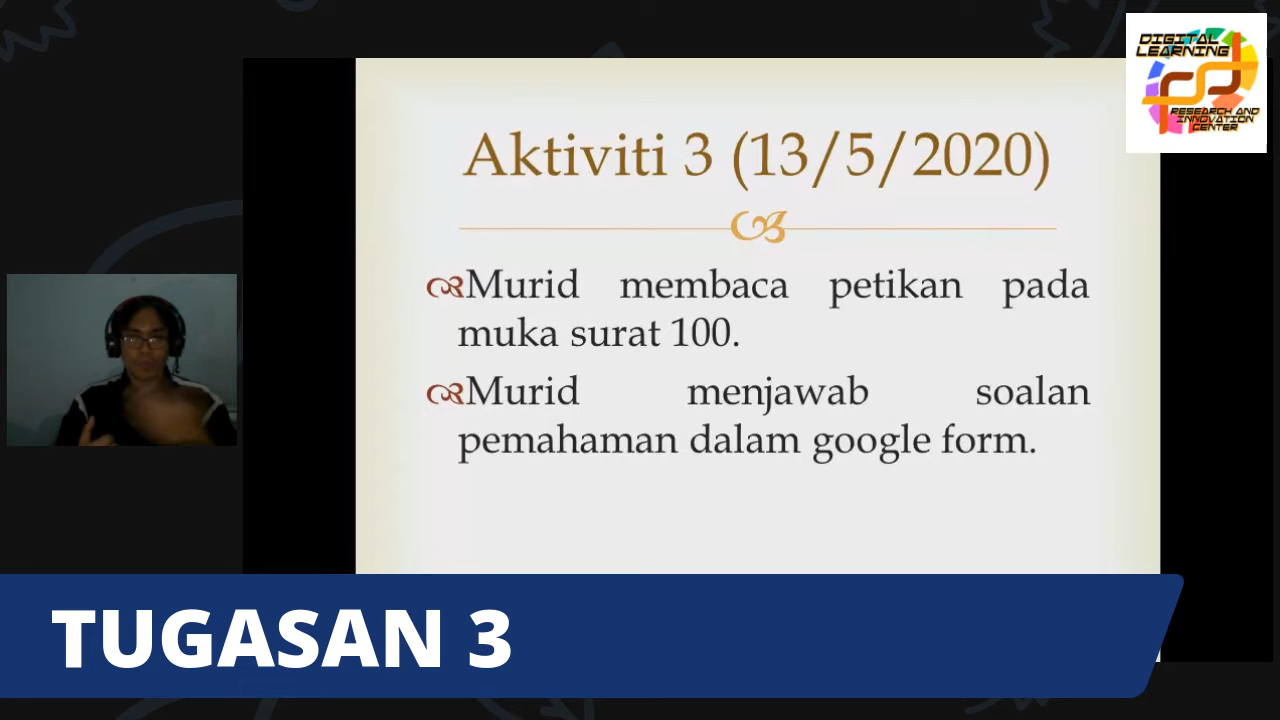 DIGITAL
LEARNING
RESEARCH AND
INNOVATION
CENTER
Aktiviti 3 (13/5/2020)
Murid membaca petikan pada
muka surat 100.
Murid menjawab soalan
pemahaman dalam google form.
TUGASAN 3